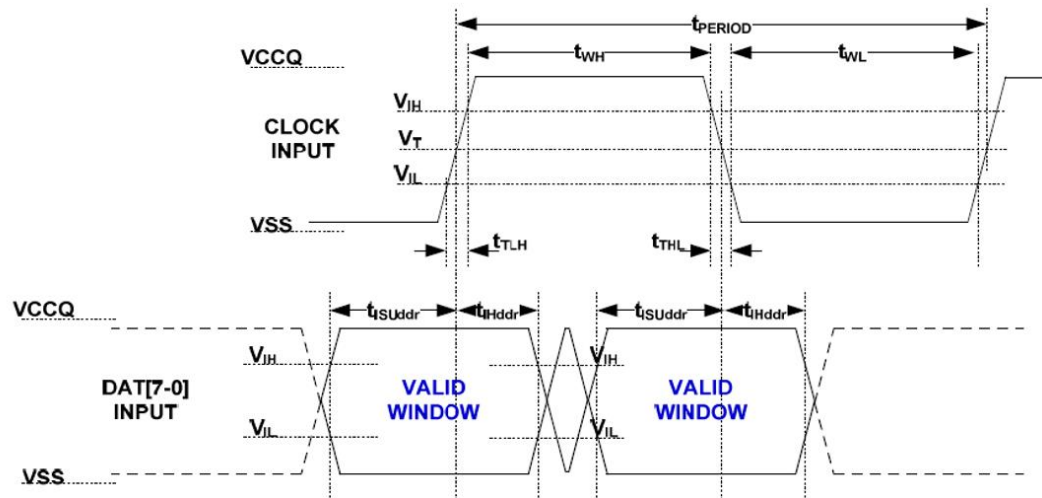 tPERIOD
tWH
tWL
VCCQ
VIH
CLOCK
INPUT
VT
VIL
VSS
tTLH
tTHL
VCCQ
tISUddr
tIHddr
tISUddr
tIHddr
VIH
VIH
DAT[7-0]
INPUT
VALID
WINDOW
VALID
WINDOW
VIL
VIL
VSS